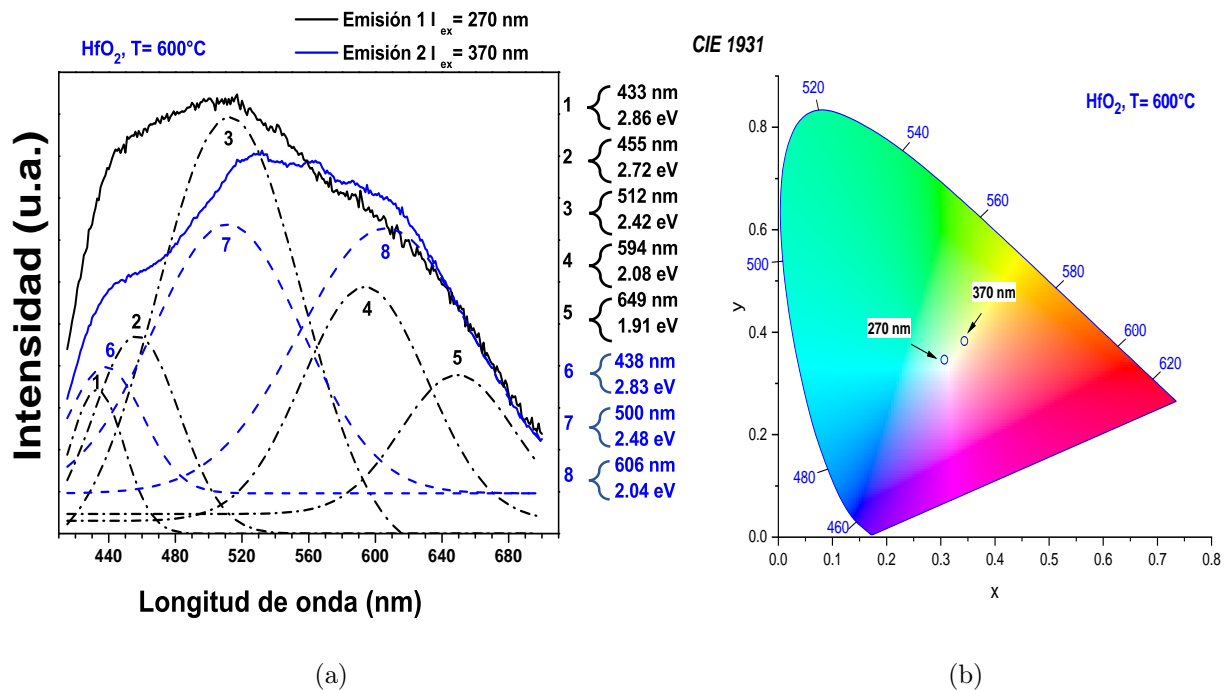 Emisión 1 l ex = 270 nm
Emisión 2 l ex = 370 nm
HfO2, T= 600°C
Intensidad (u.a.)
1
2
3
4
5
6
7
8
1 433 nm
2.86 eV
2 455 nm
2.72 eV
3 512 nm
2.42 eV
4 594 nm
2.08 eV
5 649 nm
1.91 eV
6 438 nm
2.83 eV
7 500 nm
2.48 eV
8 606 nm
2.04 eV
440 480 520 560 600 640 680
Longitud de onda (nm)
(a)
CIE 1931
HfO2, T= 600°C
520
540
560
580
600
620
500
480
460
370 nm
270 nm
0.8
0.6
0.4
0.2
0.0
y
0.0 0.1 0.2 0.3 0.4 0.5 0.6 0.7 0.8
x
(b)